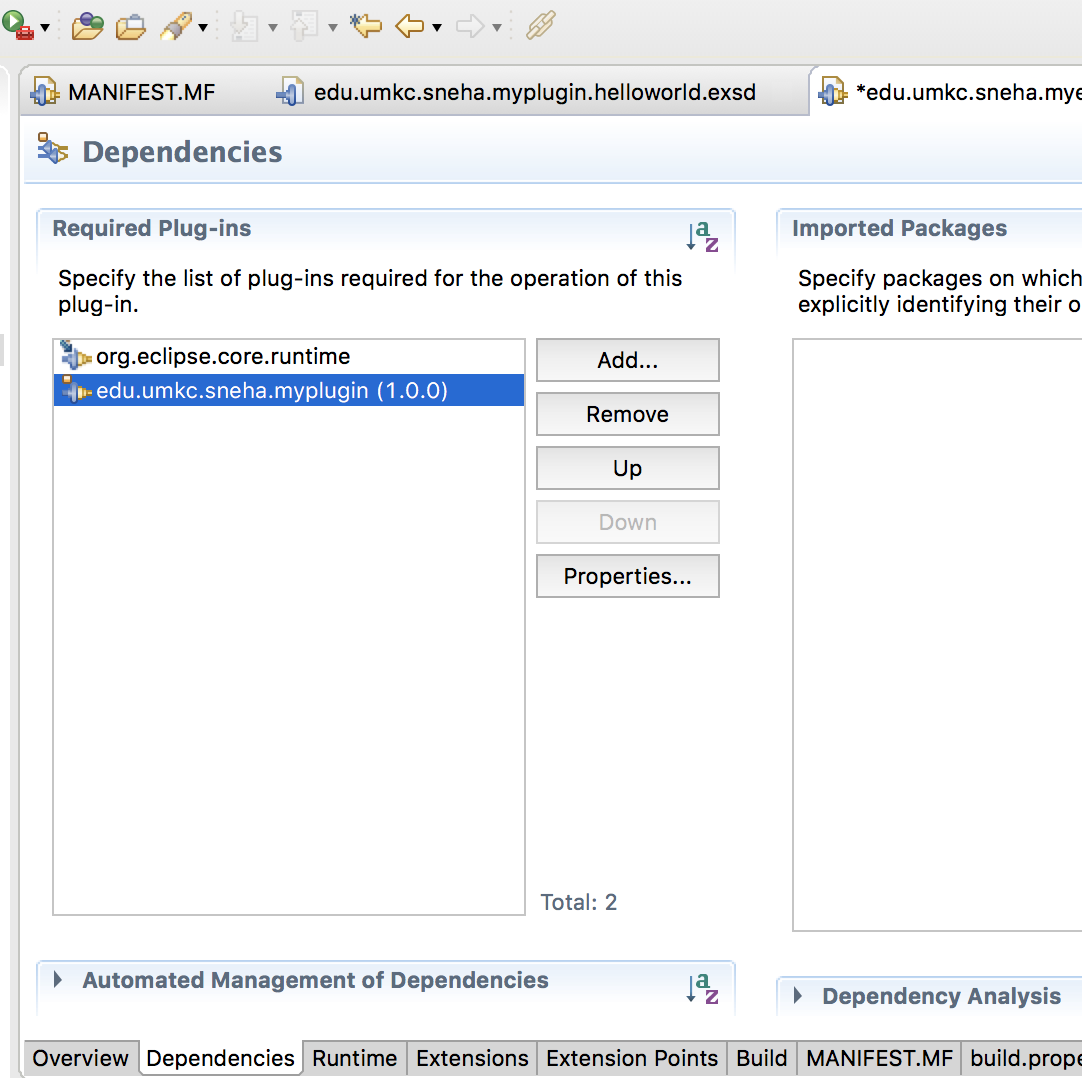 MANIFEST.MF
edu.umkc.sneha.myplugin.helloworld.exsd
*edu.umkc.sneha.mye
Dependencies
Required Plug-ins
a
z
Specify the list of plug-ins required for the operation of this
plug-in.
org.eclipse.core.runtime
edu.umkc.sneha.myplugin (1.0.0)
Add...
Remove
Up
Down
Properties...
Total: 2
Imported Packages
Specify packages on which
explicitly identifying their o
Automated Management of Dependencies
a
z
Dependency Analysis
Overview
Dependencies
Runtime
Extensions
Extension Points
Build
MANIFEST.MF
build.prope